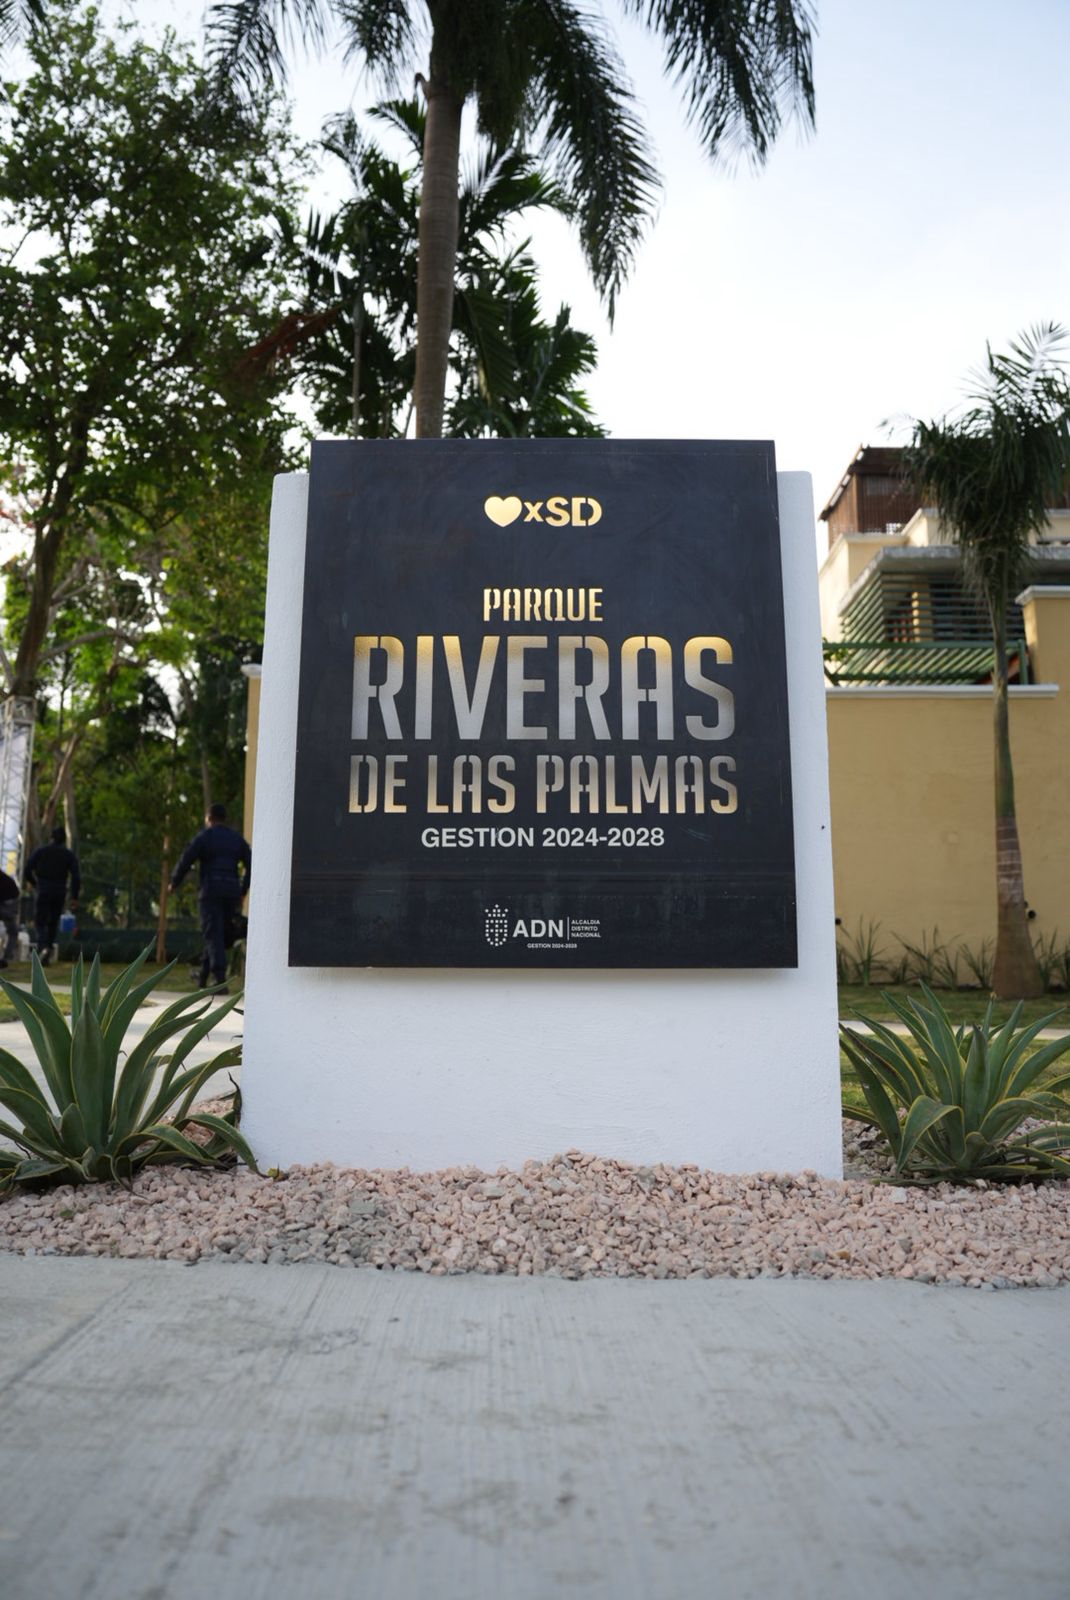 ♥xSD
PARQUE
RIVERAS
DE LAS PALMAS
GESTION 2024-2028
ADN
ALCALDIA
DISTRITO
NACIONAL
GESTION 2024-2028